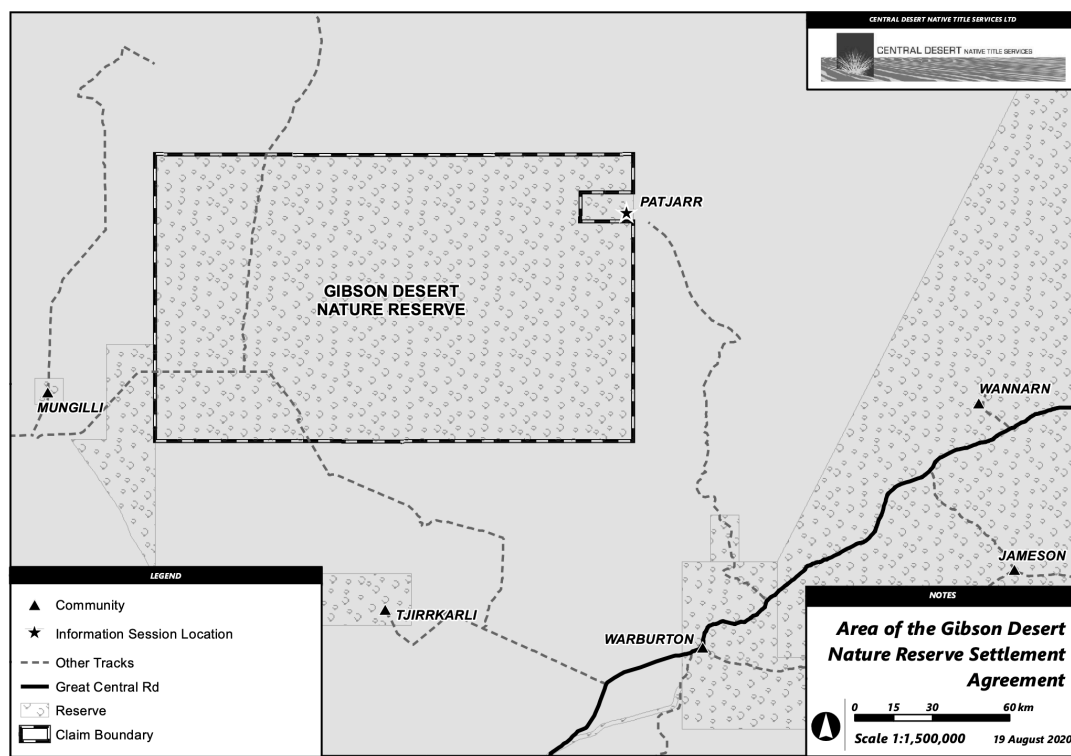 CENTRAL DESERT NATIVE TITLE SERVICES LTD
CENTRAL DESERT NATIVE TITLE SERVICES
PATJARR
GIBSON DESERT
NATURE RESERVE
MUNGILLI
WANNARN
JAMESON
TJIRRKARLI
WARBURTON
LEGEND
Community
Information Session Location
Other Tracks
Great Central Rd
Reserve
Claim Boundary
NOTES
Area of the Gibson Desert
Nature Reserve Settlement
Agreement
0 15 30 60 km
Scale 1:1,500,000 19 August 2020